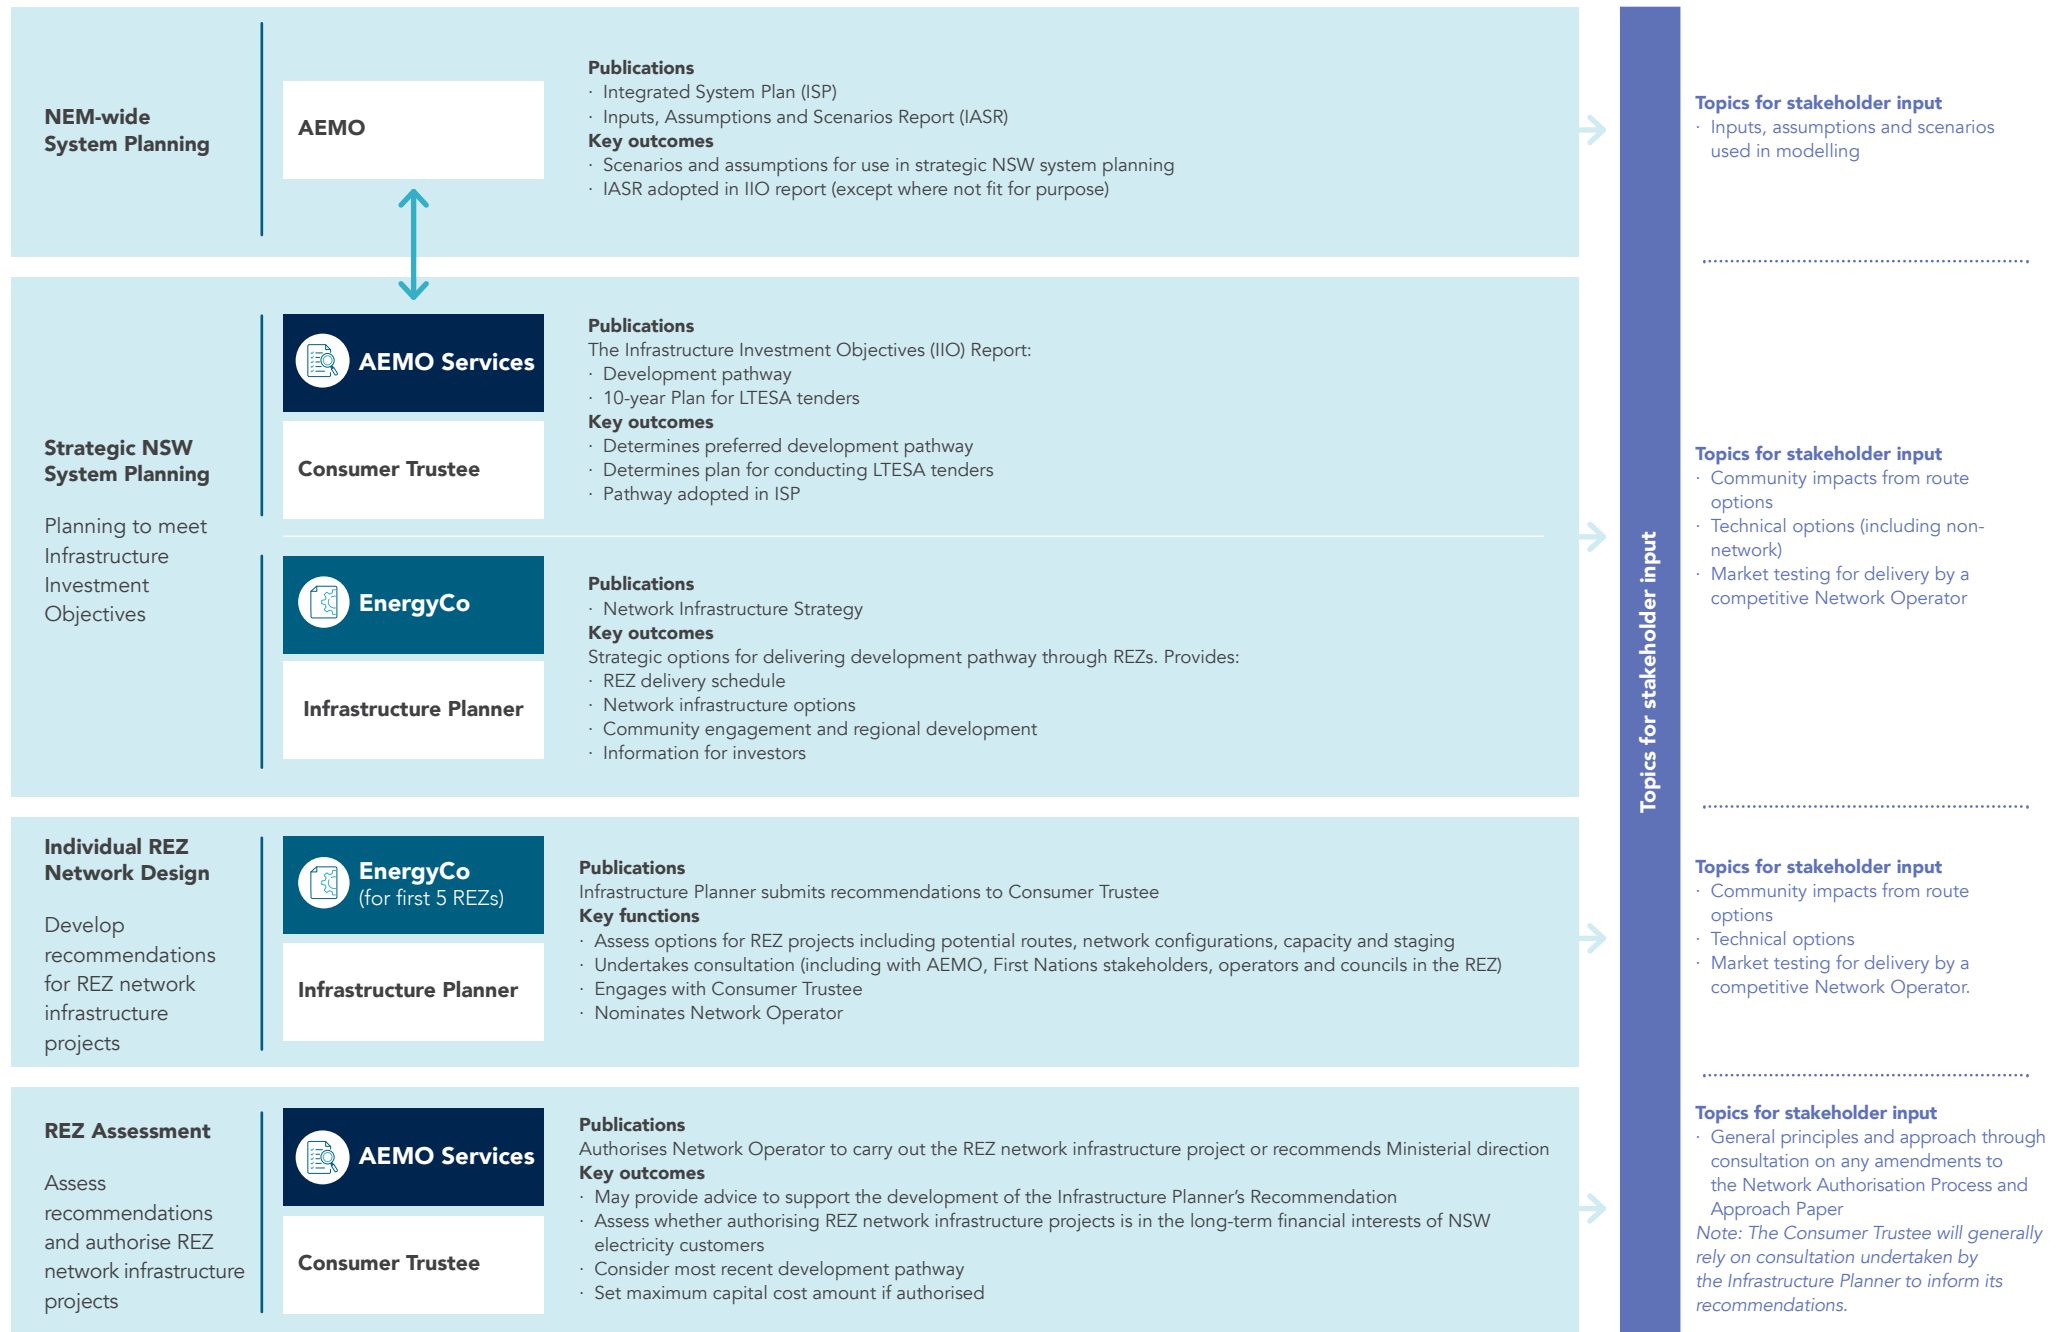 NEM-wide
System Planning
AEMO
Publications
· Integrated System Plan (ISP)
· Inputs, Assumptions and Scenarios Report (IASR)
Key outcomes
· Scenarios and assumptions for use in strategic NSW system planning
· IASR adopted in IIO report (except where not fit for purpose)
Topics for stakeholder input
· Inputs, assumptions and scenarios
used in modelling
Strategic NSW
System Planning
Planning to meet
Infrastructure
Investment
Objectives
AEMO Services
Consumer Trustee
Publications
The Infrastructure Investment Objectives (IIO) Report:
· Development pathway
· 10-year Plan for LTESA tenders
Key outcomes
· Determines preferred development pathway
· Determines plan for conducting LTESA tenders
· Pathway adopted in ISP
EnergyCo
Infrastructure Planner
Publications
· Network Infrastructure Strategy
Key outcomes
Strategic options for delivering development pathway through REZs. Provides:
· REZ delivery schedule
· Network infrastructure options
· Community engagement and regional development
· Information for investors
Topics for stakeholder input
Topics for stakeholder input
· Community impacts from route
options
· Technical options (including non-
network)
· Market testing for delivery by a
competitive Network Operator
Individual REZ
Network Design
Develop
recommendations
for REZ network
infrastructure
projects
EnergyCo
(for first 5 REZs)
Infrastructure Planner
Publications
Infrastructure Planner submits recommendations to Consumer Trustee
Key functions
· Assess options for REZ projects including potential routes, network configurations, capacity and staging
· Undertakes consultation (including with AEMO, First Nations stakeholders, operators and councils in the REZ)
· Engages with Consumer Trustee
· Nominates Network Operator
Topics for stakeholder input
· Community impacts from route
options
· Technical options
· Market testing for delivery by a
competitive Network Operator.
REZ Assessment
Assess
recommendations
and authorise REZ
network infrastructure
projects
AEMO Services
Consumer Trustee
Publications
Authorises Network Operator to carry out the REZ network infrastructure project or recommends Ministerial direction
Key outcomes
· May provide advice to support the development of the Infrastructure Planner's Recommendation
· Assess whether authorising REZ network infrastructure projects is in the long-term financial interests of NSW
electricity customers
· Consider most recent development pathway
· Set maximum capital cost amount if authorised
Topics for stakeholder input
· General principles and approach through
consultation on any amendments to
the Network Authorisation Process and
Approach Paper
Note: The Consumer Trustee will generally
rely on consultation undertaken by
the Infrastructure Planner to inform its
recommendations.